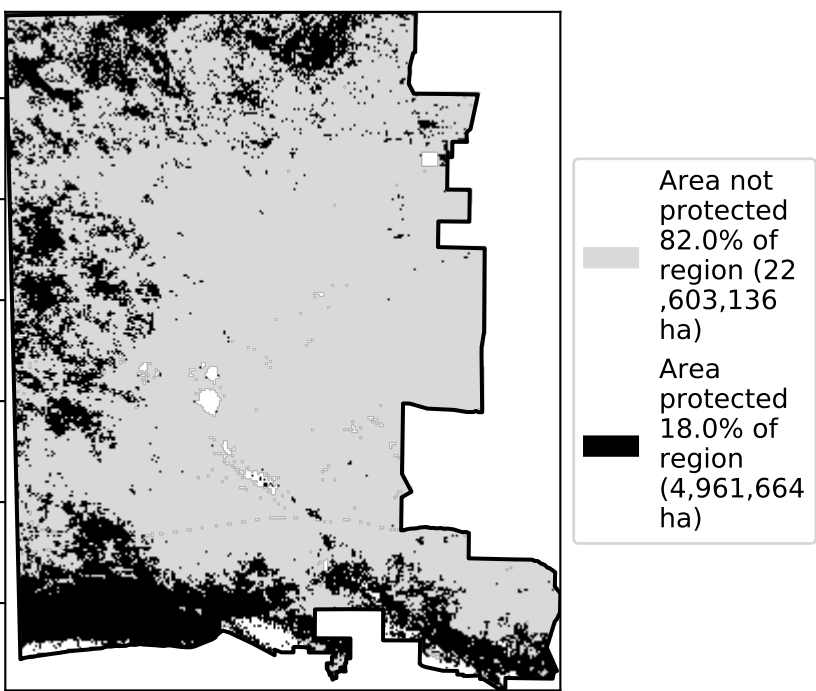 Area not
protected
82.0% of
region (22
,603,136
ha)
Area
protected
18.0% of
region
(4,961,664
ha)